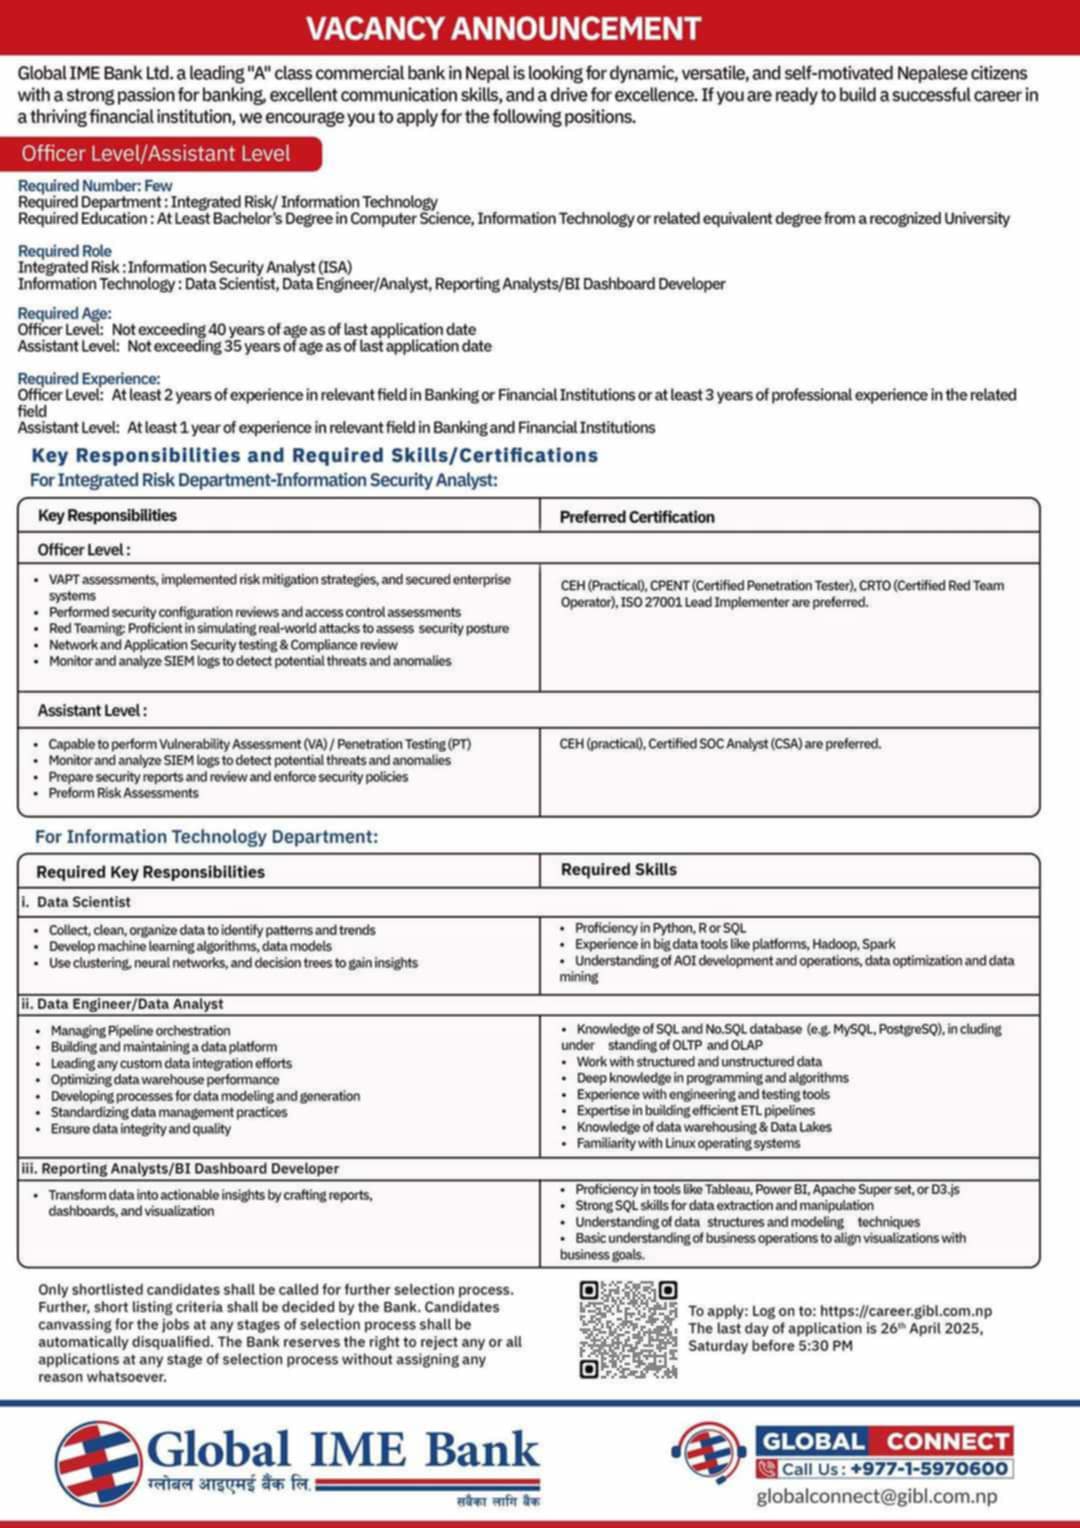 VACANCY ANNOUNCEMENT
Global IME Bank Ltd. a leading "A" class commercial bank in Nepal is looking for dynamic, versatile, and self-motivated Nepalese citizens
with a strong passion for banking, excellent communication skills, and a drive for excellence. If you are ready to build a successful career in
a thriving financial institution, we encourage you to apply for the following positions.
Officer Level/Assistant Level
Required Number: Few
Required Department : Integrated Risk/ Information Technology
Required Education : At Least Bachelor's Degree in Computer Science, Information Technology or related equivalent degree from a recognized University
Required Role
Integrated Risk : Information Security Analyst (ISA)
Information Technology : Data Scientist, Data Engineer/Analyst, Reporting Analysts/BI Dashboard Developer
Required Age:
Officer Level: Not exceeding 40 years of age as of last application date
Assistant Level: Not exceeding 35 years of age as of last application date
Required Experience:
Officer Level: At least 2 years of experience in relevant field in Banking or Financial Institutions or at least 3 years of professional experience in the related
field
Assistant Level: At least 1 year of experience in relevant field in Banking and Financial Institutions
Key Responsibilities and Required Skills/Certifications
For Integrated Risk Department-Information Security Analyst:
Key Responsibilities
Preferred Certification
Officer Level :
• VAPT assessments, implemented risk mitigation strategies, and secured enterprise
systems
• Performed security configuration reviews and access control assessments
• Red Teaming: Proficient in simulating real-world attacks to assess security posture
• Network and Application Security testing & Compliance review
• Monitor and analyze SIEM logs to detect potential threats and anomalies
CEH (Practical), CPENT (Certified Penetration Tester), CRTO (Certified Red Team
Operator), ISO 27001 Lead Implementer are preferred.
Assistant Level :
• Capable to perform Vulnerability Assessment (VA) / Penetration Testing (PT)
• Monitor and analyze SIEM logs to detect potential threats and anomalies
• Prepare security reports and review and enforce security policies
• Preform Risk Assessments
CEH (practical), Certified SOC Analyst (CSA) are preferred.
For Information Technology Department:
Required Key Responsibilities
Required Skills
i. Data Scientist
• Collect, clean, organize data to identify patterns and trends
• Develop machine learning algorithms, data models
• Use clustering, neural networks, and decision trees to gain insights
• Proficiency in Python, R or SQL
• Experience in big data tools like platforms, Hadoop, Spark
• Understanding of AOI development and operations, data optimization and data
mining
ii. Data Engineer/Data Analyst
• Managing Pipeline orchestration
• Building and maintaining a data platform
• Leading any custom data integration efforts
• Optimizing data warehouse performance
• Developing processes for data modeling and generation
• Standardizing data management practices
• Ensure data integrity and quality
• Knowledge of SQL and No.SQL database (e.g. MySQL, PostgreSQ), in cluding
under standing of OLTP and OLAP
• Work with structured and unstructured data
• Deep knowledge in programming and algorithms
• Experience with engineering and testing tools
• Expertise in building efficient ETL pipelines
• Knowledge of data warehousing & Data Lakes
• Familiarity with Linux operating systems
iii. Reporting Analysts/BI Dashboard Developer
• Transform data into actionable insights by crafting reports,
dashboards, and visualization
• Proficiency in tools like Tableau, Power BI, Apache Super set, or D3.js
• Strong SQL skills for data extraction and manipulation
• Understanding of data structures and modeling techniques
• Basic understanding of business operations to align visualizations with
business goals.
Only shortlisted candidates shall be called for further selection process.
Further, short listing criteria shall be decided by the Bank. Candidates
canvassing for the jobs at any stages of selection process shall be
automatically disqualified. The Bank reserves the right to reject any or all
applications at any stage of selection process without assigning any
reason whatsoever.
To apply: Log on to: https://career.gibl.com.np
The last day of application is 26th April 2025,
Saturday before 5:30 PM
Global IME Bank
ग्लोबल आइएमई बैंक लि.
सबैका लागि बैंक
GLOBAL CONNECT
Call Us : +977-1-5970600
globalconnect@gibl.com.np